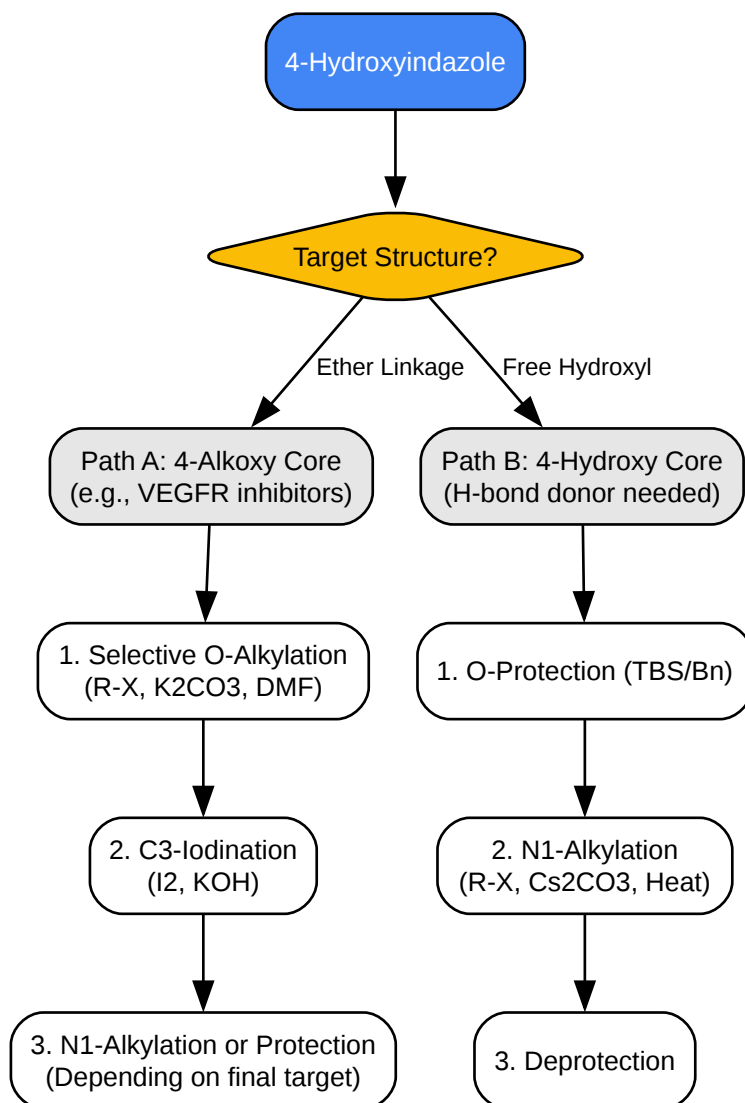 4-Hydroxyindazole
Target Structure?
Ether Linkage
Free Hydroxyl
Path A: 4-Alkoxy Core
(e.g., VEGFR inhibitors)
Path B: 4-Hydroxy Core
(H-bond donor needed)
1. Selective O-Alkylation
(R-X, K2CO3, DMF)
1. O-Protection (TBS/Bn)
2. C3-Iodination
(I2, KOH)
2. N1-Alkylation
(R-X, Cs2CO3, Heat)
3. N1-Alkylation or Protection
(Depending on final target)
3. Deprotection